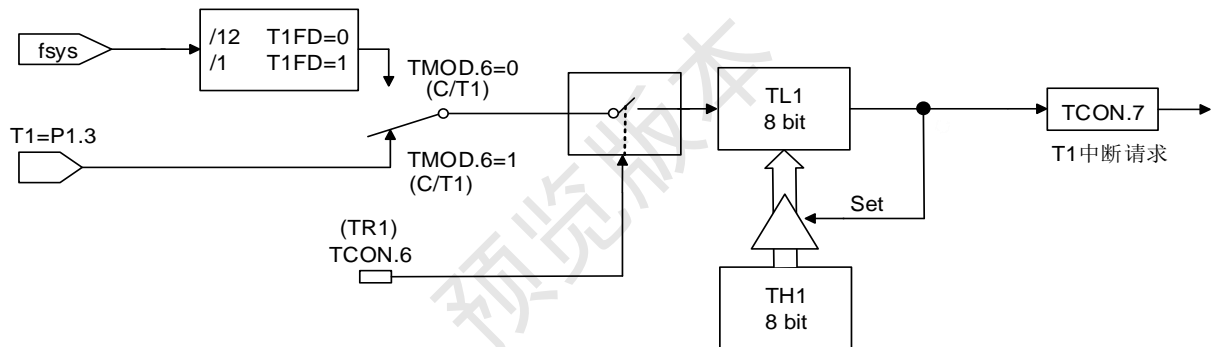 fsys
/12 T1FD=0
/1 T1FD=1
TMOD.6=0
(C/T1)
T1=P1.3
TMOD.6=1
(C/T1)
(TR1)
TCON.6
TL1
8 bit
TCON.7
T1中断请求
Set
TH1
8 bit
预览版本